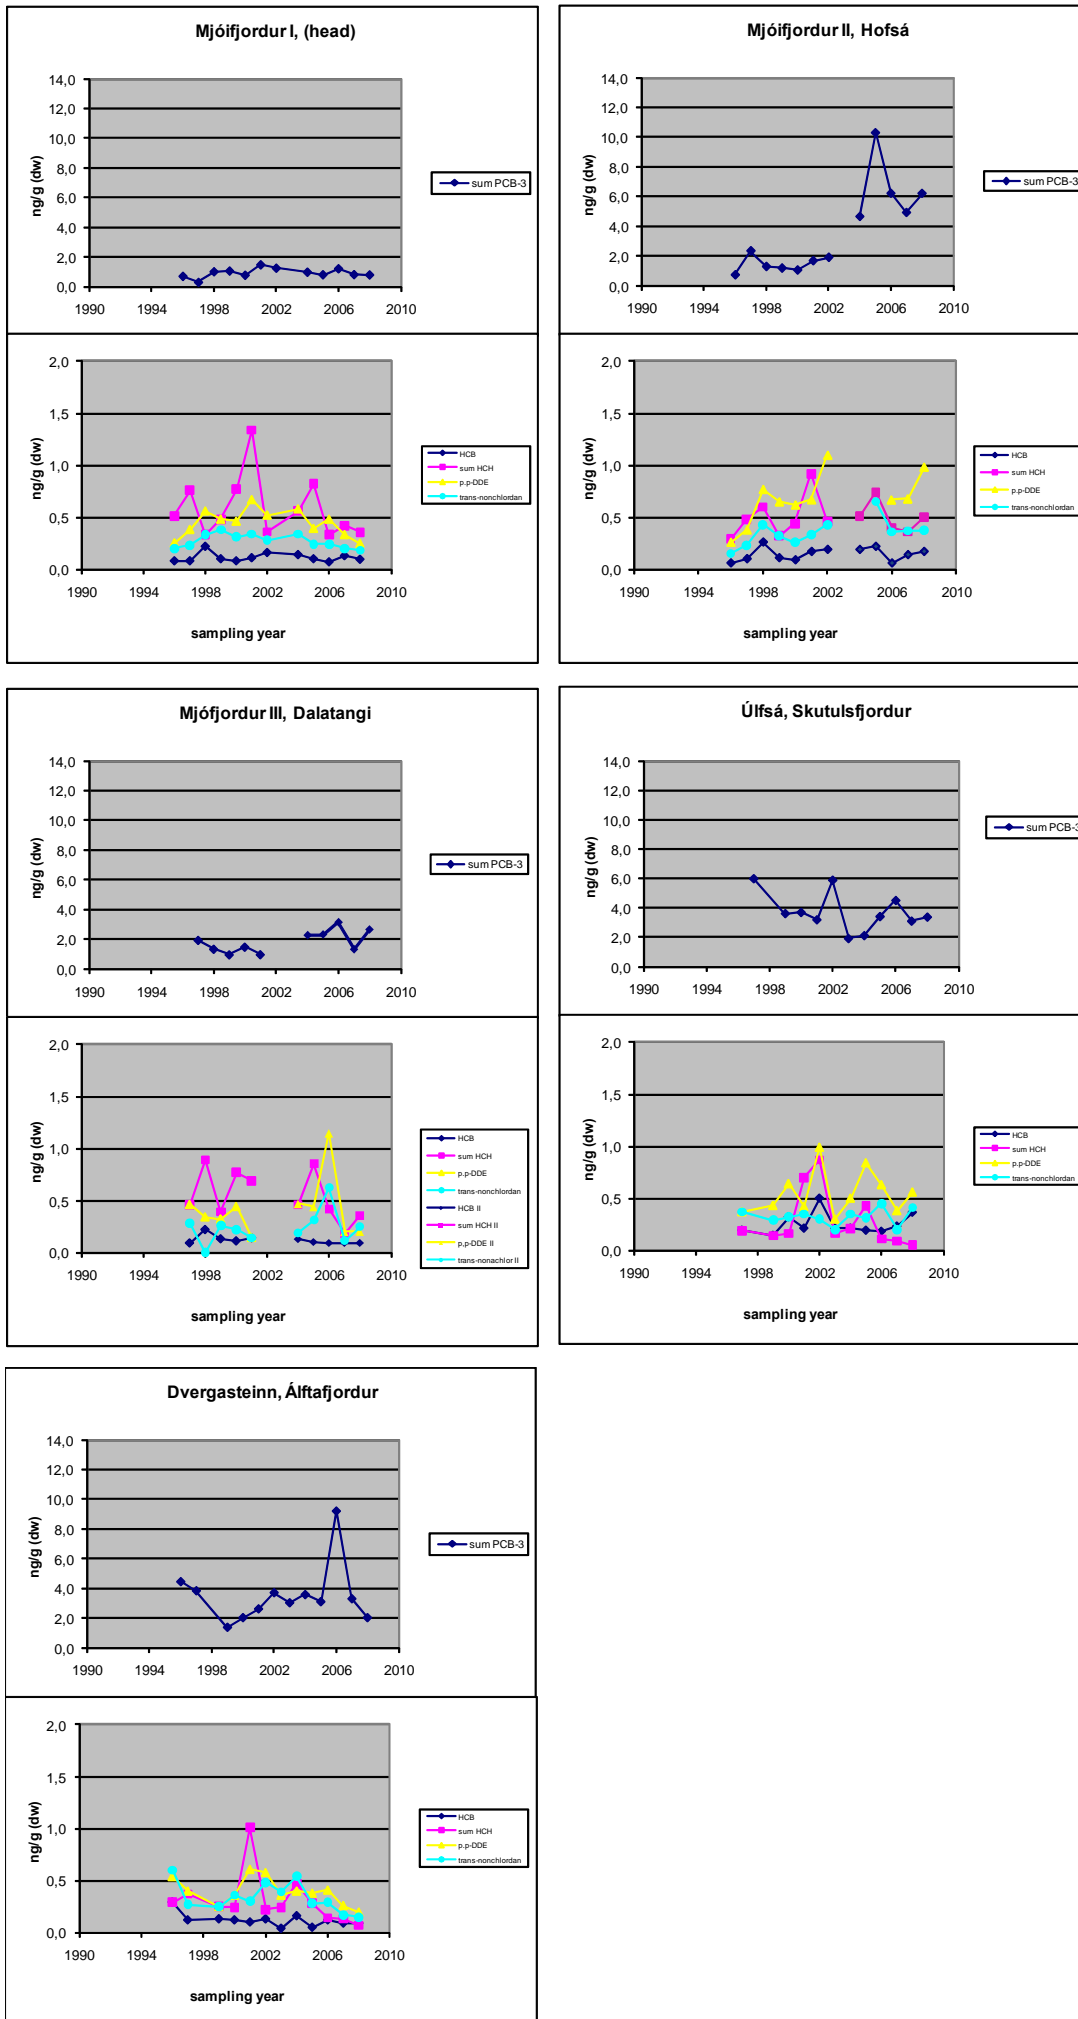 Mjóifjordur I, (head)
14,0
12,0
10,0
8,0
6,0
4,0
2,0
0,0
ng/g (dw)
1990 1994 1998 2002 2006 2010
sum PCB-3
2,0
1,5
1,0
0,5
0,0
ng/g (dw)
1990 1994 1998 2002 2006 2010
sampling year
HCB
sum HCH
p.p-DDE
trans-nonchlordan
Mjóifjordur II, Hofsá
14,0
12,0
10,0
8,0
6,0
4,0
2,0
0,0
ng/g (dw)
1990 1994 1998 2002 2006 2010
sum PCB-3
2,0
1,5
1,0
0,5
0,0
ng/g (dw)
1990 1994 1998 2002 2006 2010
sampling year
HCB
sum HCH
p.p-DDE
trans-nonchlordan
Mjófjordur III, Dalatangi
14,0
12,0
10,0
8,0
6,0
4,0
2,0
0,0
ng/g (dw)
1990 1994 1998 2002 2006 2010
sum PCB-3
2,0
1,5
1,0
0,5
0,0
ng/g (dw)
1990 1994 1998 2002 2006 2010
sampling year
HCB
sum HCH
p.p-DDE
trans-nonchlordan
HCB II
sum HCH II
p,p-DDE II
trans-nonachlor II
Úlfsá, Skutulsfjordur
14,0
12,0
10,0
8,0
6,0
4,0
2,0
0,0
ng/g (dw)
1990 1994 1998 2002 2006 2010
sum PCB-3
2,0
1,5
1,0
0,5
0,0
ng/g (dw)
1990 1994 1998 2002 2006 2010
sampling year
HCB
sum HCH
p.p-DDE
trans-nonchlordan
Dvergasteinn, Álftafjordur
14,0
12,0
10,0
8,0
6,0
4,0
2,0
0,0
ng/g (dw)
1990 1994 1998 2002 2006 2010
sum PCB-3
2,0
1,5
1,0
0,5
0,0
ng/g (dw)
1990 1994 1998 2002 2006 2010
sampling year
HCB
sum HCH
p.p-DDE
trans-nonchlordan